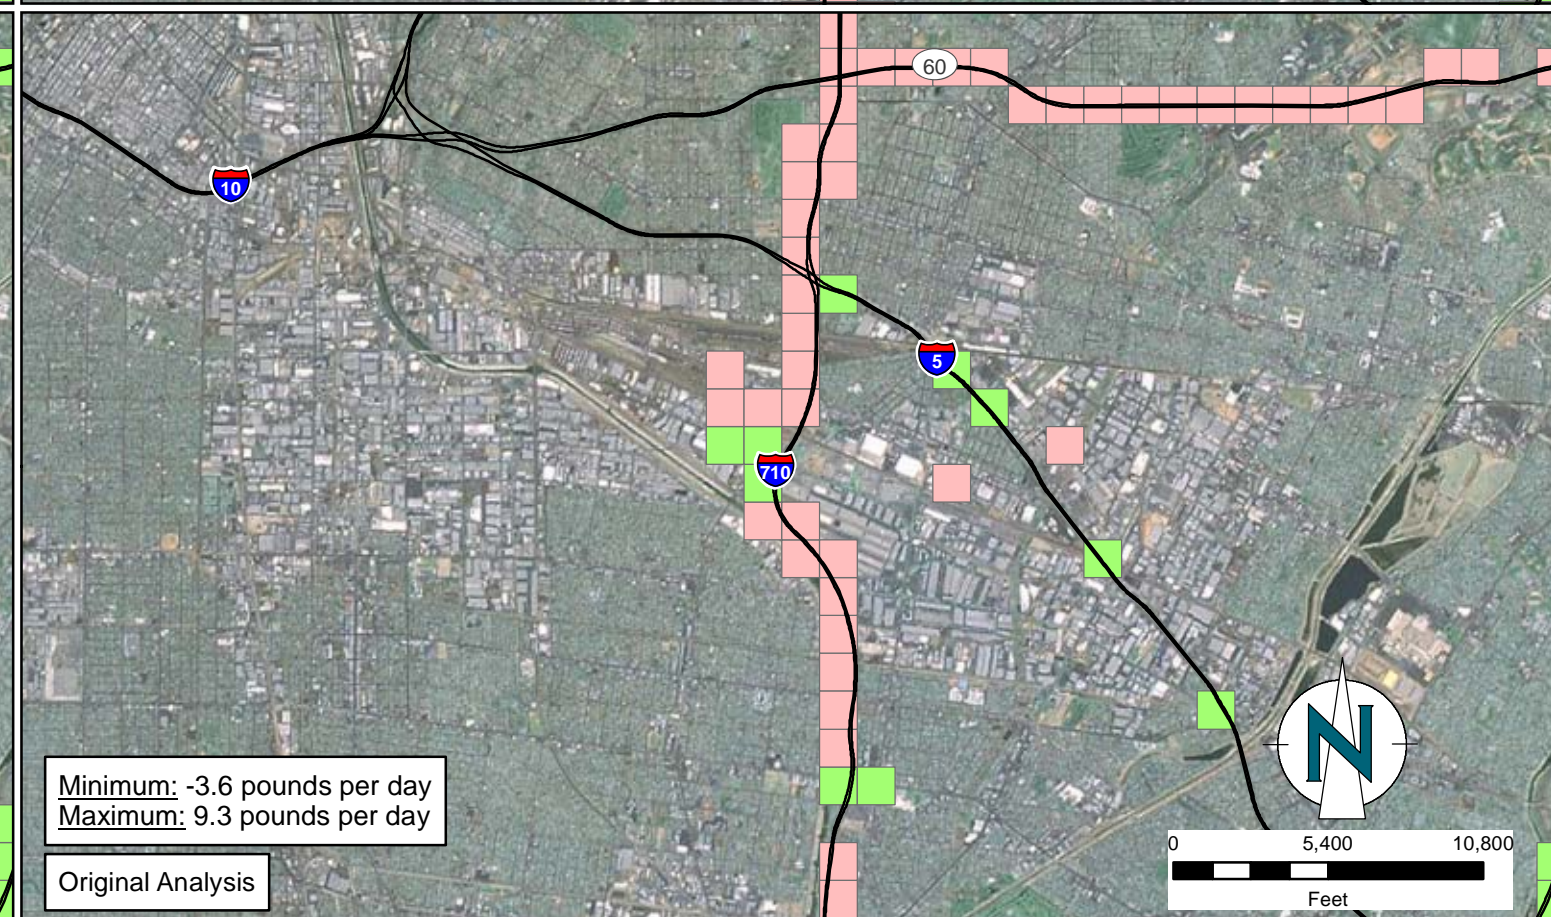 60
10
5
710
Minimum: -3.6 pounds per day
Maximum: 9.3 pounds per day
Original Analysis
N
0 5,400 10,800
Feet